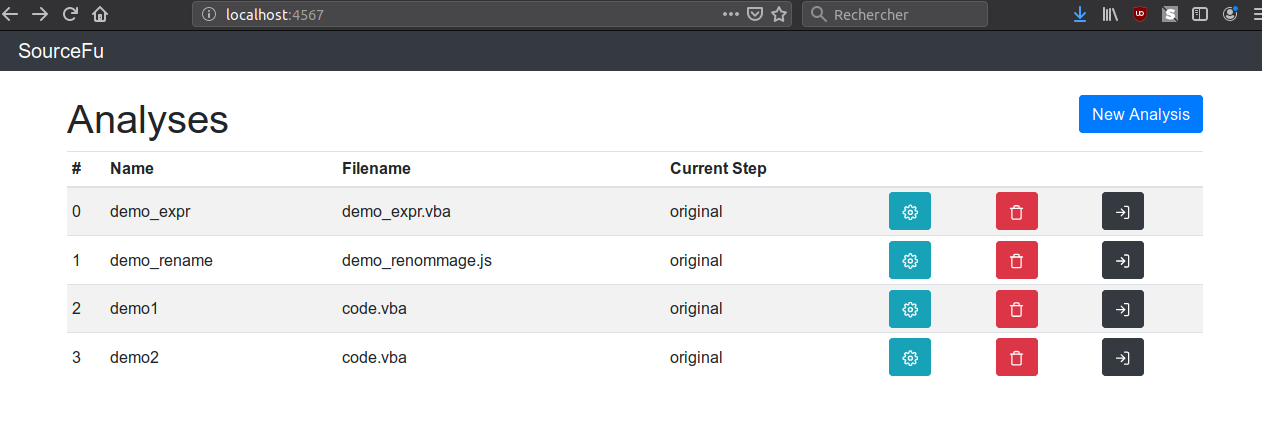 localhost:4567
Rechercher
SourceFu
Analyses
New Analysis
# Name Filename Current Step
0 demo_expr demo_expr.vba original
1 demo_rename demo_renommage.js original
2 demo1 code.vba original
3 demo2 code.vba original